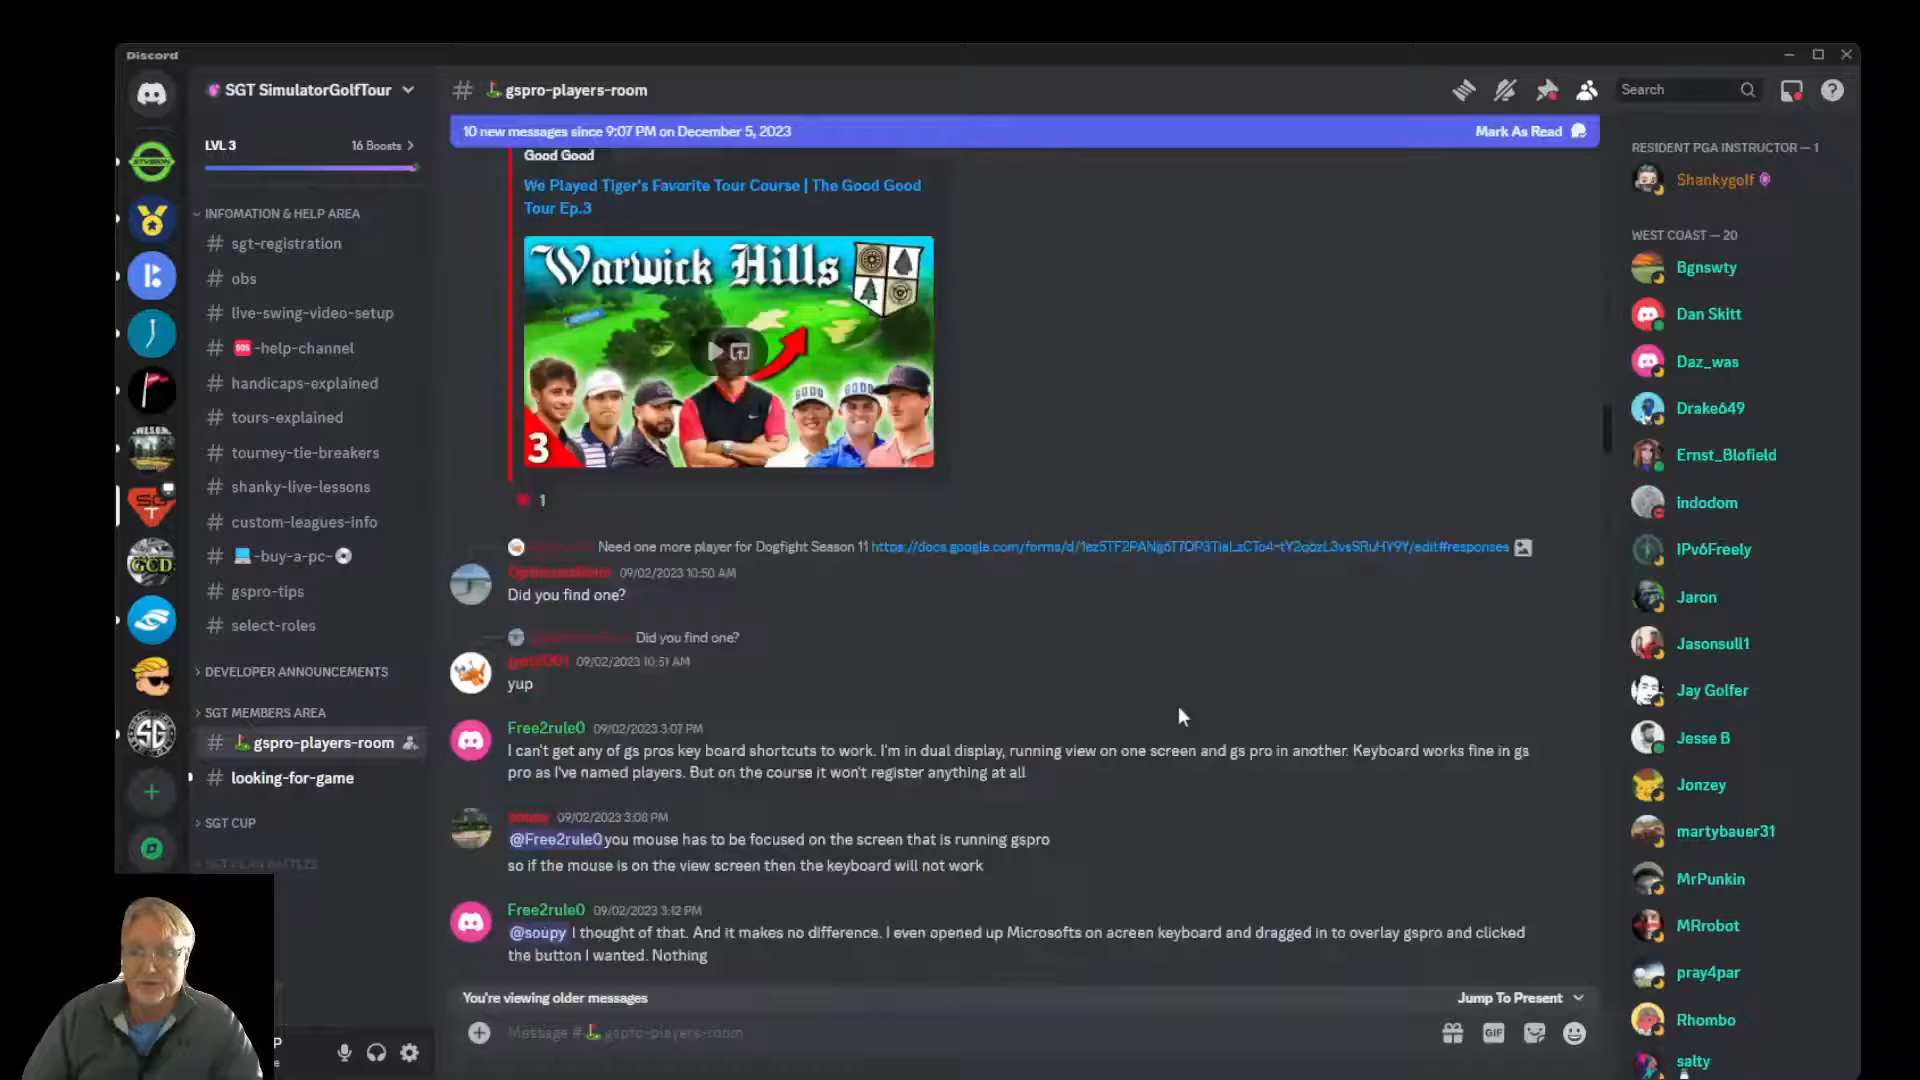 Discord
SGT SimulatorGolfTour
LVL 3
16 Boosts
INFOMATION & HELP AREA
sgt-registration
obs
live-swing-video-setup
SOS -help-channel
handicaps-explained
tours-explained
tourney-tie-breakers
shanky-live-lessons
custom-leagues-info
-buy-a-pc-
gspro-tips
select-roles
DEVELOPER ANNOUNCEMENTS
SGT MEMBERS AREA
gspro-players-room
looking-for-game
SGT CUP
SGT CLAN BATTLES
gspro-players-room
Search
10 new messages since 9:07 PM on December 5, 2023
Mark As Read
Good Good
We Played Tiger's Favorite Tour Course | The Good Good
Tour Ep.3
Warwick Hills
GOOD
GOOD
3
1
Need one more player for Dogfight Season 11
09/02/2023 10:50 AM
Did you find one?
Did you find one?
09/02/2023 10:51 AM
yup
Free2rule0 09/02/2023 3:07 PM
I can't get any of gs pros key board shortcuts to work. I'm in dual display, running view on one screen and gs pro in another. Keyboard works fine in gs
pro as I've named players. But on the course it won't register anything at all
soupy 09/02/2023 3:08 PM
@Free2rule0 you mouse has to be focused on the screen that is running gspro
so if the mouse is on the view screen then the keyboard will not work
Free2rule0 09/02/2023 3:12 PM
@soupy I thought of that. And it makes no difference. I even opened up Microsofts on acreen keyboard and dragged in to overlay gspro and clicked
the button I wanted. Nothing
You're viewing older messages
Jump To Present
Message # gspro-players-room
GIF
RESIDENT PGA INSTRUCTOR — 1
Shankygolf
WEST COAST — 20
Bgnswty
Dan Skitt
Daz_was
Drake649
Ernst_Blofield
indodom
IPv6Freely
Jaron
Jasonsull1
Jay Golfer
Jesse B
Jonzey
martybauer31
MrPunkin
MRrobot
pray4par
Rhombo
salty